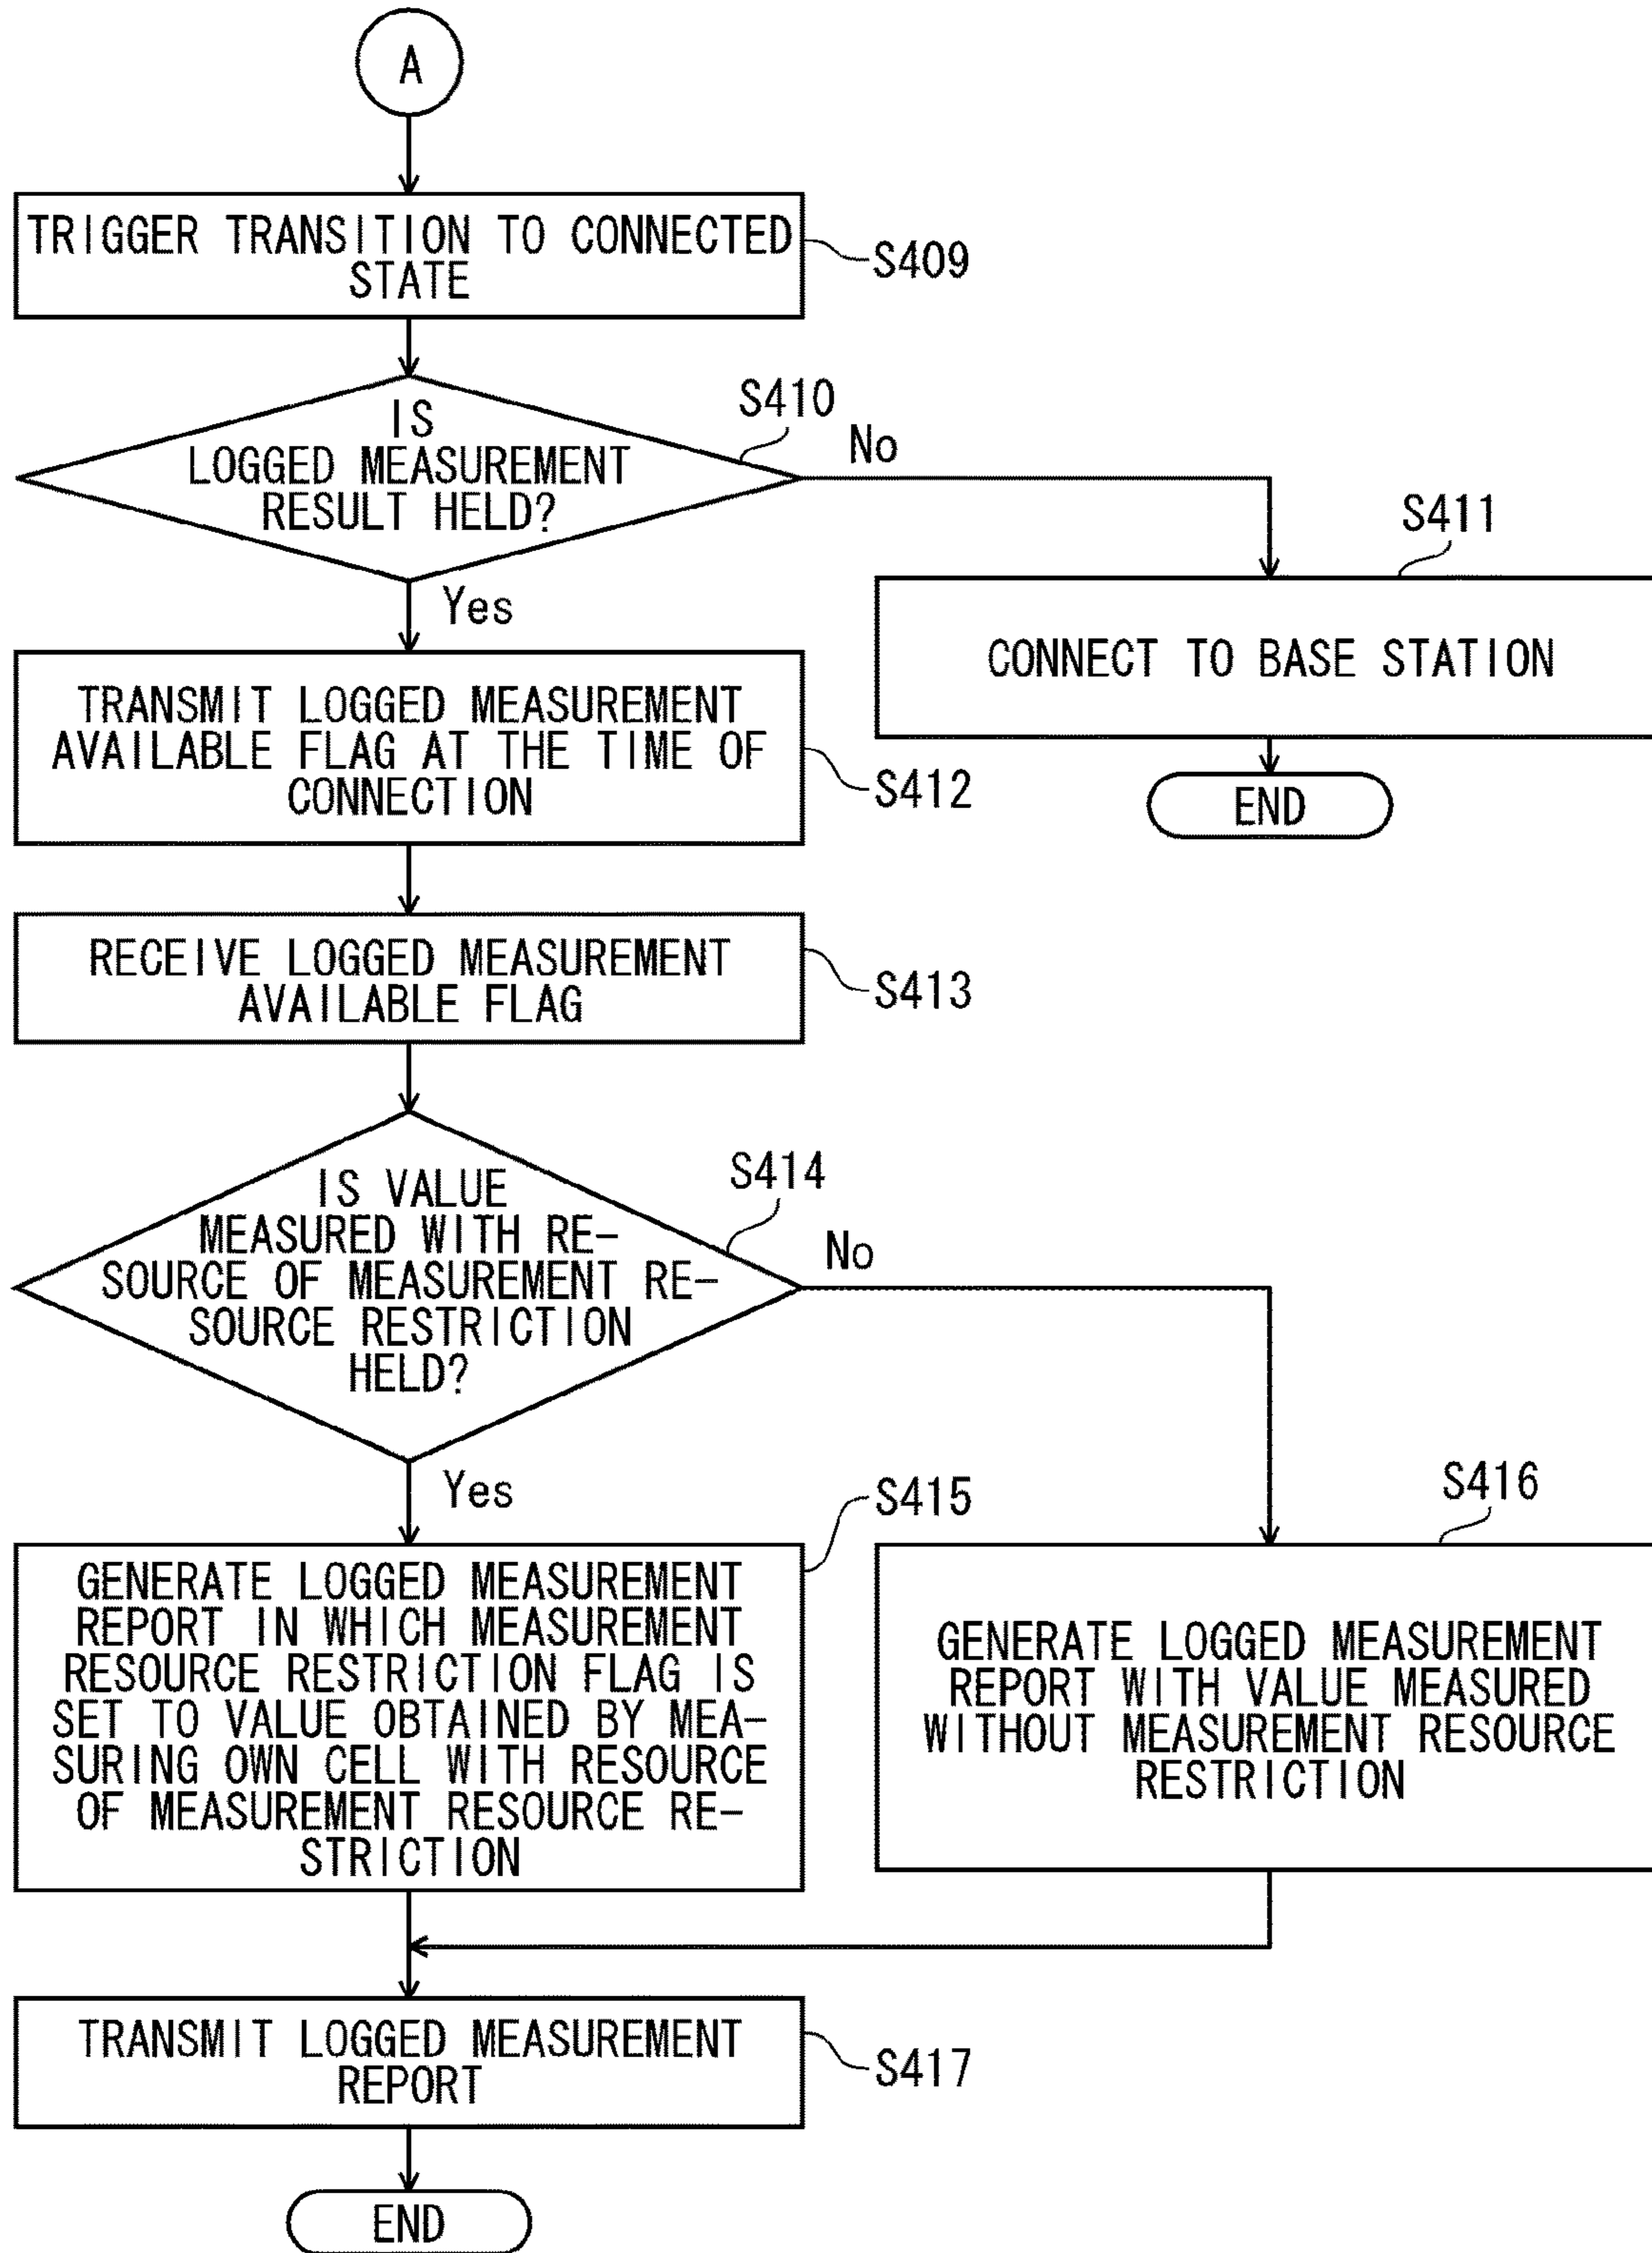 A
TRIGGER TRANSITION TO CONNECTED
STATE
S409
IS
LOGGED MEASUREMENT
RESULT HELD?
S410
No
Yes
S411
CONNECT TO BASE STATION
END
TRANSMIT LOGGED MEASUREMENT
AVAILABLE FLAG AT THE TIME OF
CONNECTION
S412
RECEIVE LOGGED MEASUREMENT
AVAILABLE FLAG
S413
IS VALUE
MEASURED WITH RE-
SOURCE OF MEASUREMENT RE-
SOURCE RESTRICTION
HELD?
S414
No
Yes
S415
GENERATE LOGGED MEASUREMENT
REPORT IN WHICH MEASUREMENT
RESOURCE RESTRICTION FLAG IS
SET TO VALUE OBTAINED BY MEA-
SURING OWN CELL WITH RESOURCE
OF MEASUREMENT RESOURCE RE-
STRICTION
S416
GENERATE LOGGED MEASUREMENT
REPORT WITH VALUE MEASURED
WITHOUT MEASUREMENT RESOURCE
RESTRICTION
TRANSMIT LOGGED MEASUREMENT
REPORT
S417
END